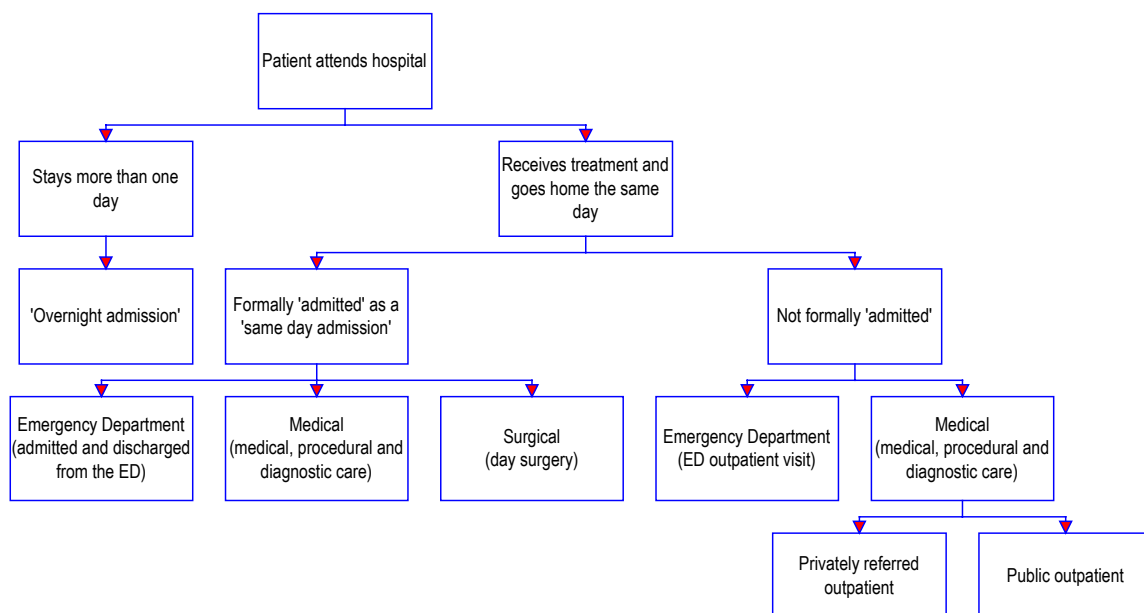 Patient attends hospital
Stays more than one
day
Receives treatment and
goes home the same
day
'Overnight admission'
Formally 'admitted' as a
'same day admission'
Not formally 'admitted'
Emergency Department
(admitted and discharged
from the ED)
Medical
(medical, procedural and
diagnostic care)
Surgical
(day surgery)
Emergency Department
(ED outpatient visit)
Medical
(medical, procedural and
diagnostic care)
Privately referred
outpatient
Public outpatient